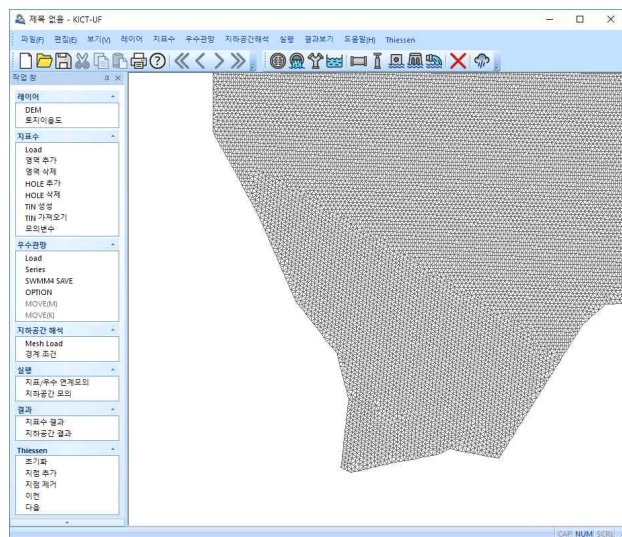 제목 없음 - KICT-UF
파일(F) 편집(E) 보기(V) 레이어 지표수 우수관망 지하공간해석 실행 결과보기 도움말(H) Thiessen
작업 창
레이어
DEM
토지이용도
지표수
Load
영역 추가
영역 삭제
HOLE 추가
HOLE 삭제
TIN 생성
TIN 가져오기
모의변수
우수관망
Load
Series
SWMM4 SAVE
OPTION
MOVE(M)
MOVE(K)
지하공간 해석
Mesh Load
경계 조건
실행
지표/우수 연계모의
지하공간 모의
결과
지표수 결과
지하공간 결과
Thiessen
초기화
지점 추가
지점 제거
이전
다음
CAP NUM SCRL